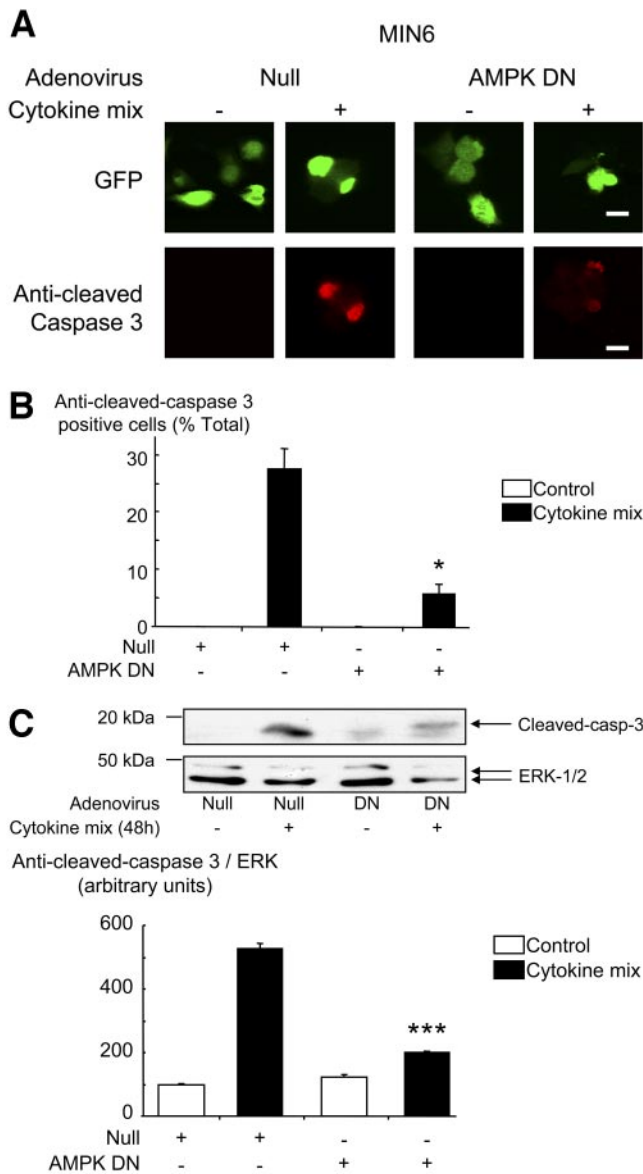 A
MIN6
Adenovirus Null AMPK DN
Cytokine mix - + - +
GFP
Anti-cleaved
Caspase 3
B
Anti-cleaved-caspase 3
positive cells (% Total)
30
20
10
0
Control
Cytokine mix
*
Null + + - -
AMPK DN - - + +
C
20 kDa
Cleaved-casp-3
50 kDa
ERK-1/2
Adenovirus Null Null DN DN
Cytokine mix (48h) - + - +
Anti-cleaved-caspase 3 / ERK
(arbitrary units)
600
400
200
0
Control
Cytokine mix
***
Null + + - -
AMPK DN - - + +